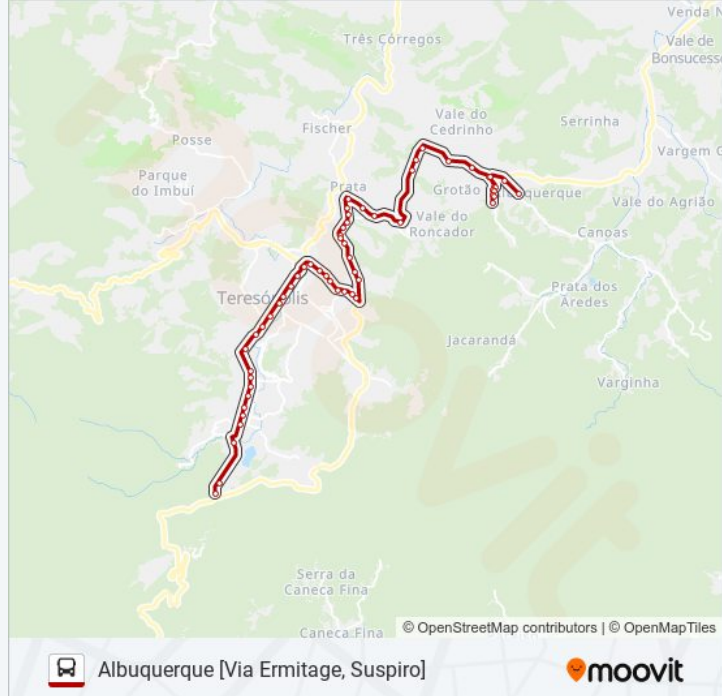 Venda N
Três Córregos
Vale de
Bonsucess
Vale do
Cedrinho
Serrinha
Fischer
Posse
Vargem G
Parque
do Imbuí
Prata
Grotão
buquerque
Vale do Agrião
Vale do
Roncador
Canoas
Prata dos
Aredes
Teresópolis
Jacarandá
Varginha
Serra da
Caneca Fina
Caneca Fina
© OpenStreetMap contributors | © OpenMapTiles
Albuquerque [Via Ermitage, Suspiro]
moovit